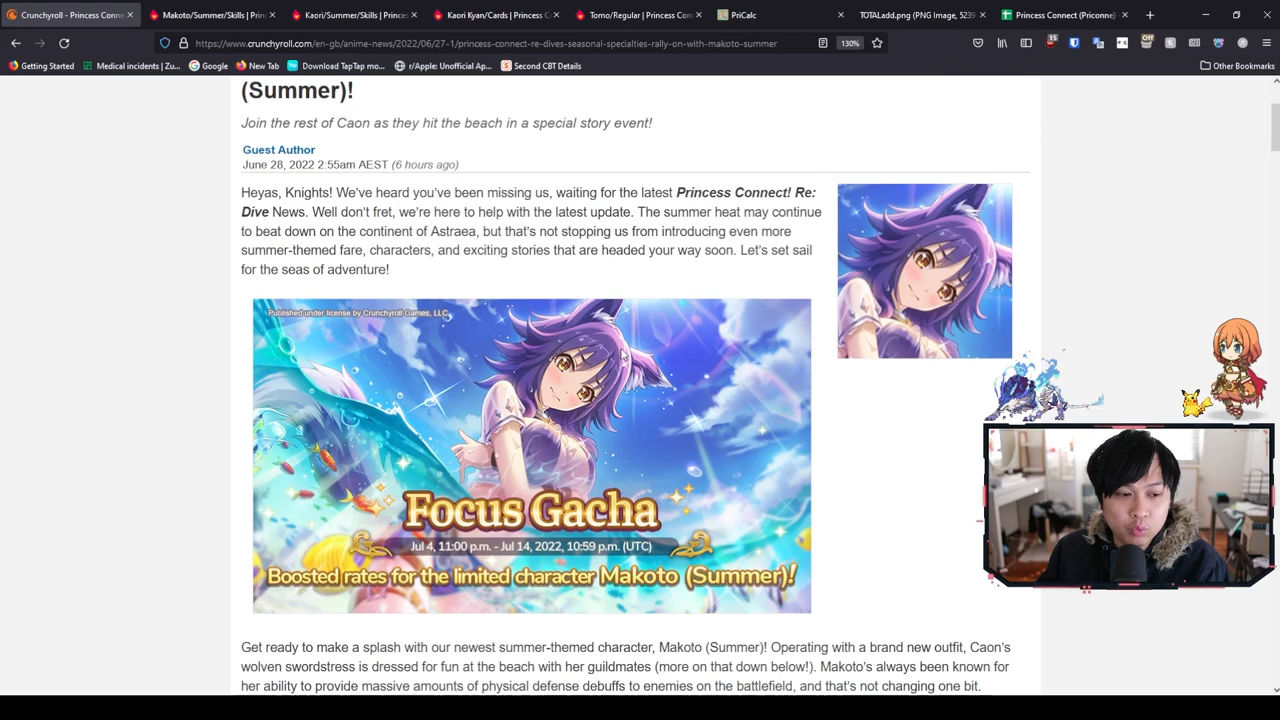 Crunchyroll - Princess Conne
Makoto/Summer/Skills | Princ
Kaori/Summer/Skills | Princes
Kaori Kyan/Cards | Princess C
Tomo/Regular | Princess Con
PriCalc
TOTALadd.png (PNG Image, 5239
Princess Connect (Priconne)
https://www.crunchyroll.com/en-gb/anime-news/2022/06/27-1/princess-connect-re-dives-seasonal-specialties-rally-on-with-makoto-summer
130%
15
Off
Getting Started
Medical incidents | Zu...
Google
New Tab
Download TapTap mo...
r/Apple: Unofficial Ap...
Second CBT Details
Other Bookmarks
(Summer)!
Join the rest of Caon as they hit the beach in a special story event!
Guest Author
June 28, 2022 2:55am AEST (6 hours ago)
Heyas, Knights! We've heard you've been missing us, waiting for the latest Princess Connect! Re:
Dive News. Well don't fret, we're here to help with the latest update. The summer heat may continue
to beat down on the continent of Astraea, but that's not stopping us from introducing even more
summer-themed fare, characters, and exciting stories that are headed your way soon. Let's set sail
for the seas of adventure!
Published under license by Crunchyroll Games, LLC.
Focus Gacha
Jul 4, 11:00 p.m. - Jul 14, 2022, 10:59 p.m. (UTC)
Boosted rates for the limited character Makoto (Summer)!
Get ready to make a splash with our newest summer-themed character, Makoto (Summer)! Operating with a brand new outfit, Caon's
wolven swordstress is dressed for fun at the beach with her guildmates (more on that down below!). Makoto's always been known for
her ability to provide massive amounts of physical defense debuffs to enemies on the battlefield, and that's not changing one bit.